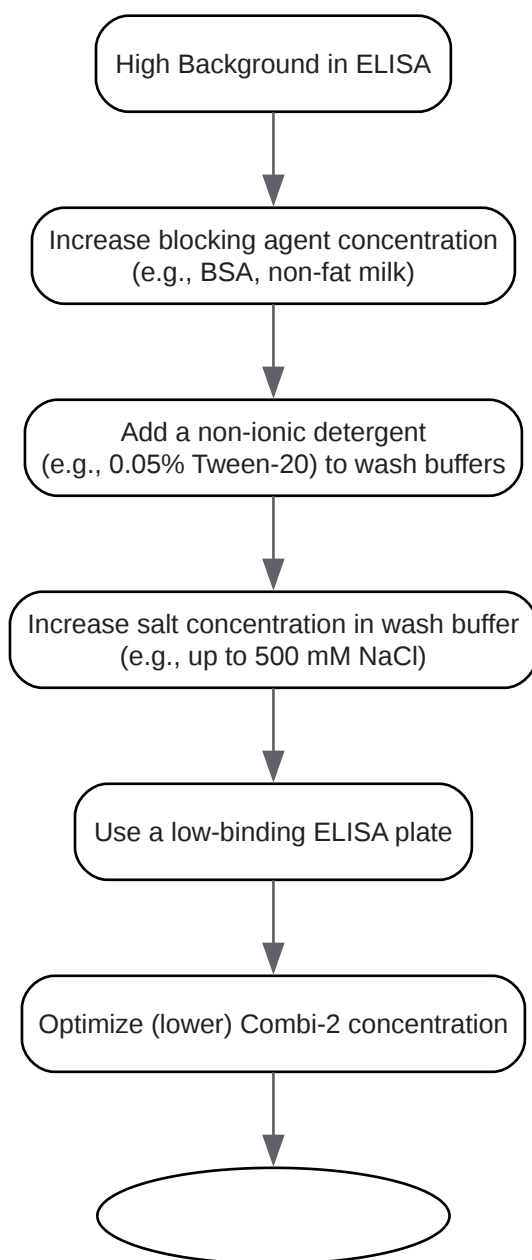 High Background in ELISA
Increase blocking agent concentration
(e.g., BSA, non-fat milk)
Add a non-ionic detergent
(e.g., 0.05% Tween-20) to wash buffers
Increase salt concentration in wash buffer
(e.g., up to 500 mM NaCl)
Use a low-binding ELISA plate
Optimize (lower) Combi-2 concentration